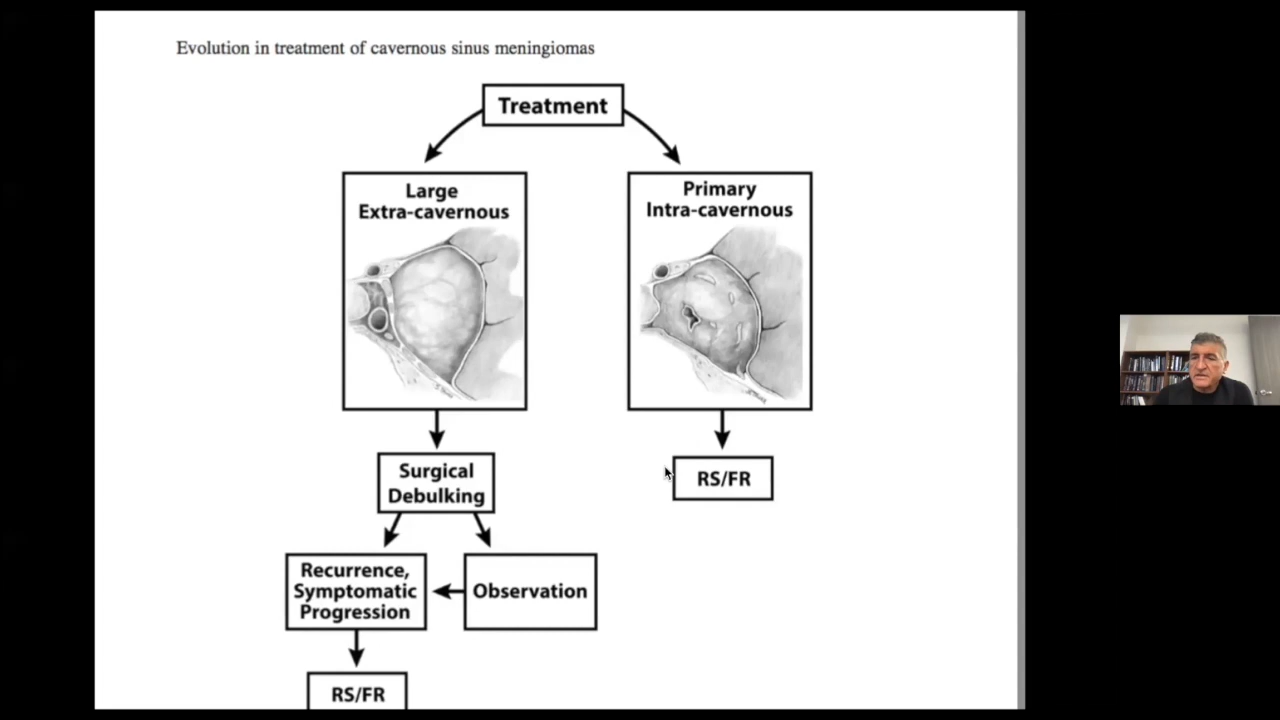 Evolution in treatment of cavernous sinus meningiomas
Treatment
Large
Extra-cavernous
Primary
Intra-cavernous
Surgical
Debulking
RS/FR
Recurrence,
Symptomatic
Progression
Observation
RS/FR